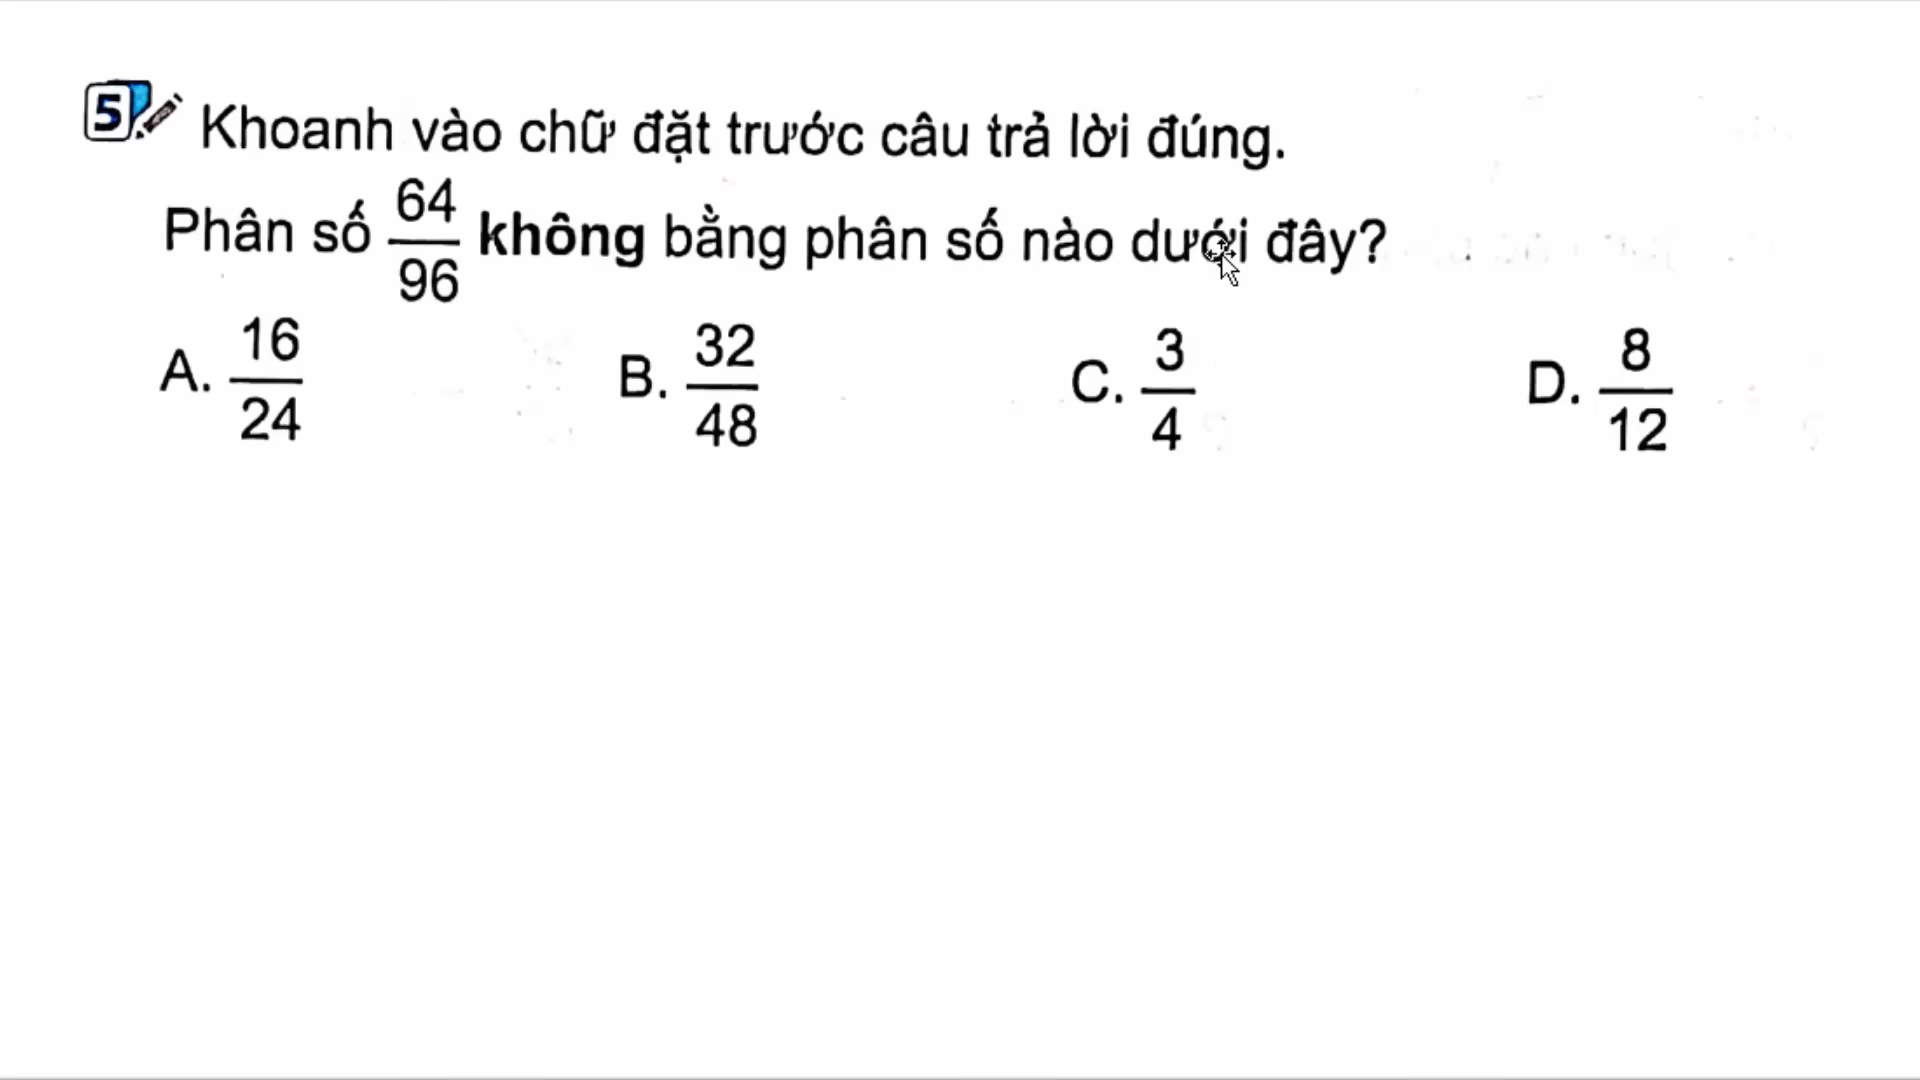 5 Khoanh vào chữ đặt trước câu trả lời đúng.
Phân số 64/96 không bằng phân số nào dưới đây?
A. 16/24 B. 32/48 C. 3/4 D. 8/12